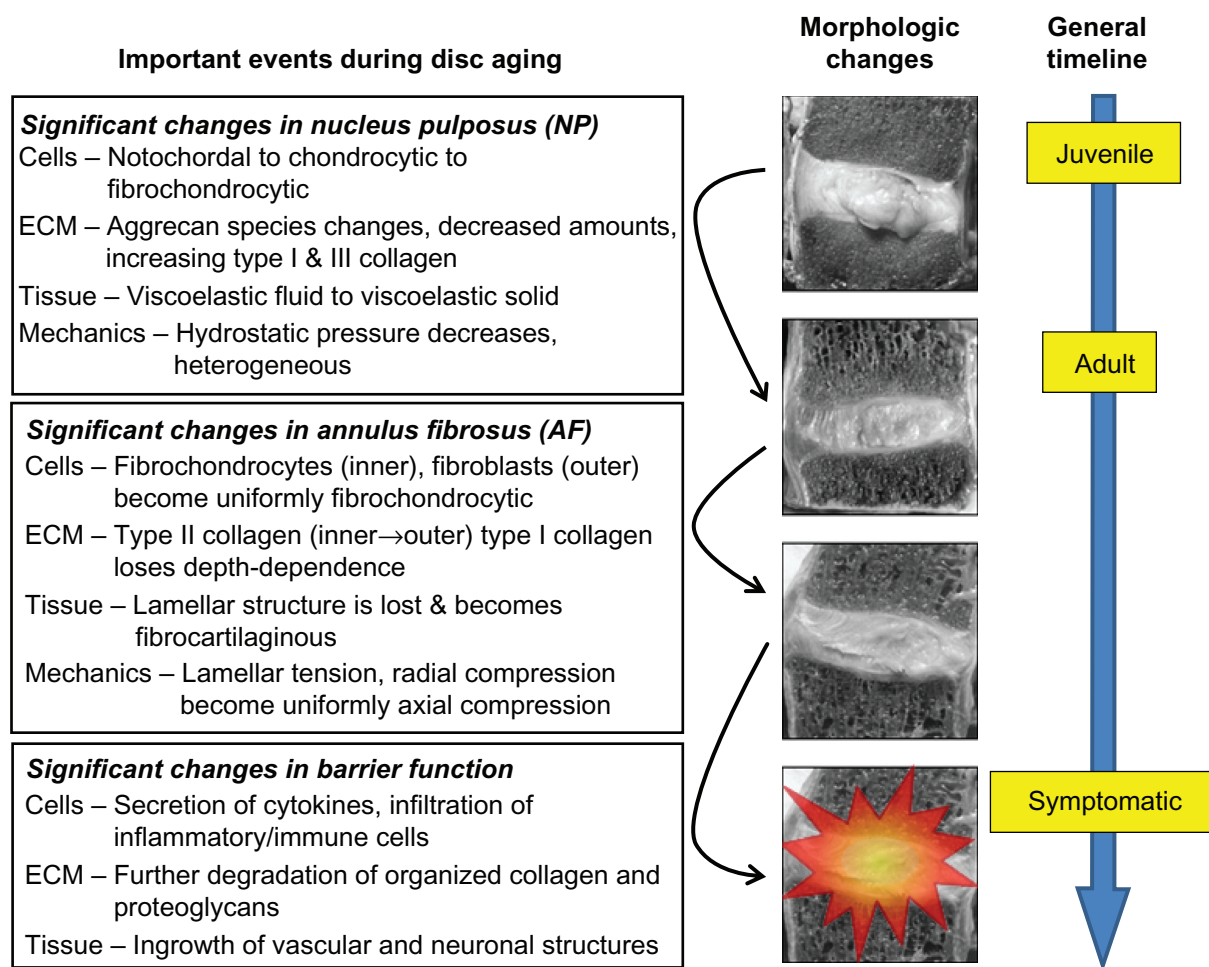 Important events during disc aging
Morphologic
changes
General
timeline
Significant changes in nucleus pulposus (NP)
Cells – Notochordal to chondrocytic to
fibrochondrocytic
ECM – Aggrecan species changes, decreased amounts,
increasing type I & III collagen
Tissue – Viscoelastic fluid to viscoelastic solid
Mechanics – Hydrostatic pressure decreases,
heterogeneous
Significant changes in annulus fibrosus (AF)
Cells – Fibrochondrocytes (inner), fibroblasts (outer)
become uniformly fibrochondrocytic
ECM – Type II collagen (inner→outer) type I collagen
loses depth-dependence
Tissue – Lamellar structure is lost & becomes
fibrocartilaginous
Mechanics – Lamellar tension, radial compression
become uniformly axial compression
Significant changes in barrier function
Cells – Secretion of cytokines, infiltration of
inflammatory/immune cells
ECM – Further degradation of organized collagen and
proteoglycans
Tissue – Ingrowth of vascular and neuronal structures
Juvenile
Adult
Symptomatic